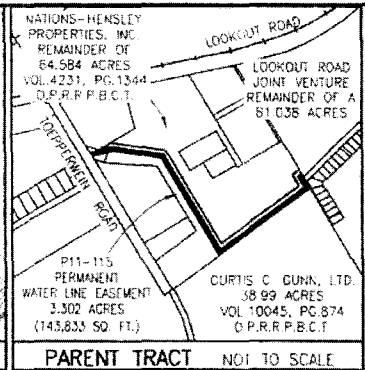 NATIONS-HENSLEY
PROPERTIES, INC.
REMAINDER OF
64.584 ACRES
VOL.4231, PG.1344
O.P.R.R P.B.C.T.
LOOKOUT ROAD
LOOKOUT ROAD
JOINT VENTURE
REMAINDER OF A
61.038 ACRES
TOEPPERWEIN ROAD
P11-115
PERMANENT
WATER LINE EASEMENT
3.302 ACRES
(143,833 SQ. FT.)
CURTIS C GUNN, LTD.
38.99 ACRES
VOL 10045, PG.874
O P.R.R.P.B.C.T
PARENT TRACT NOT TO SCALE